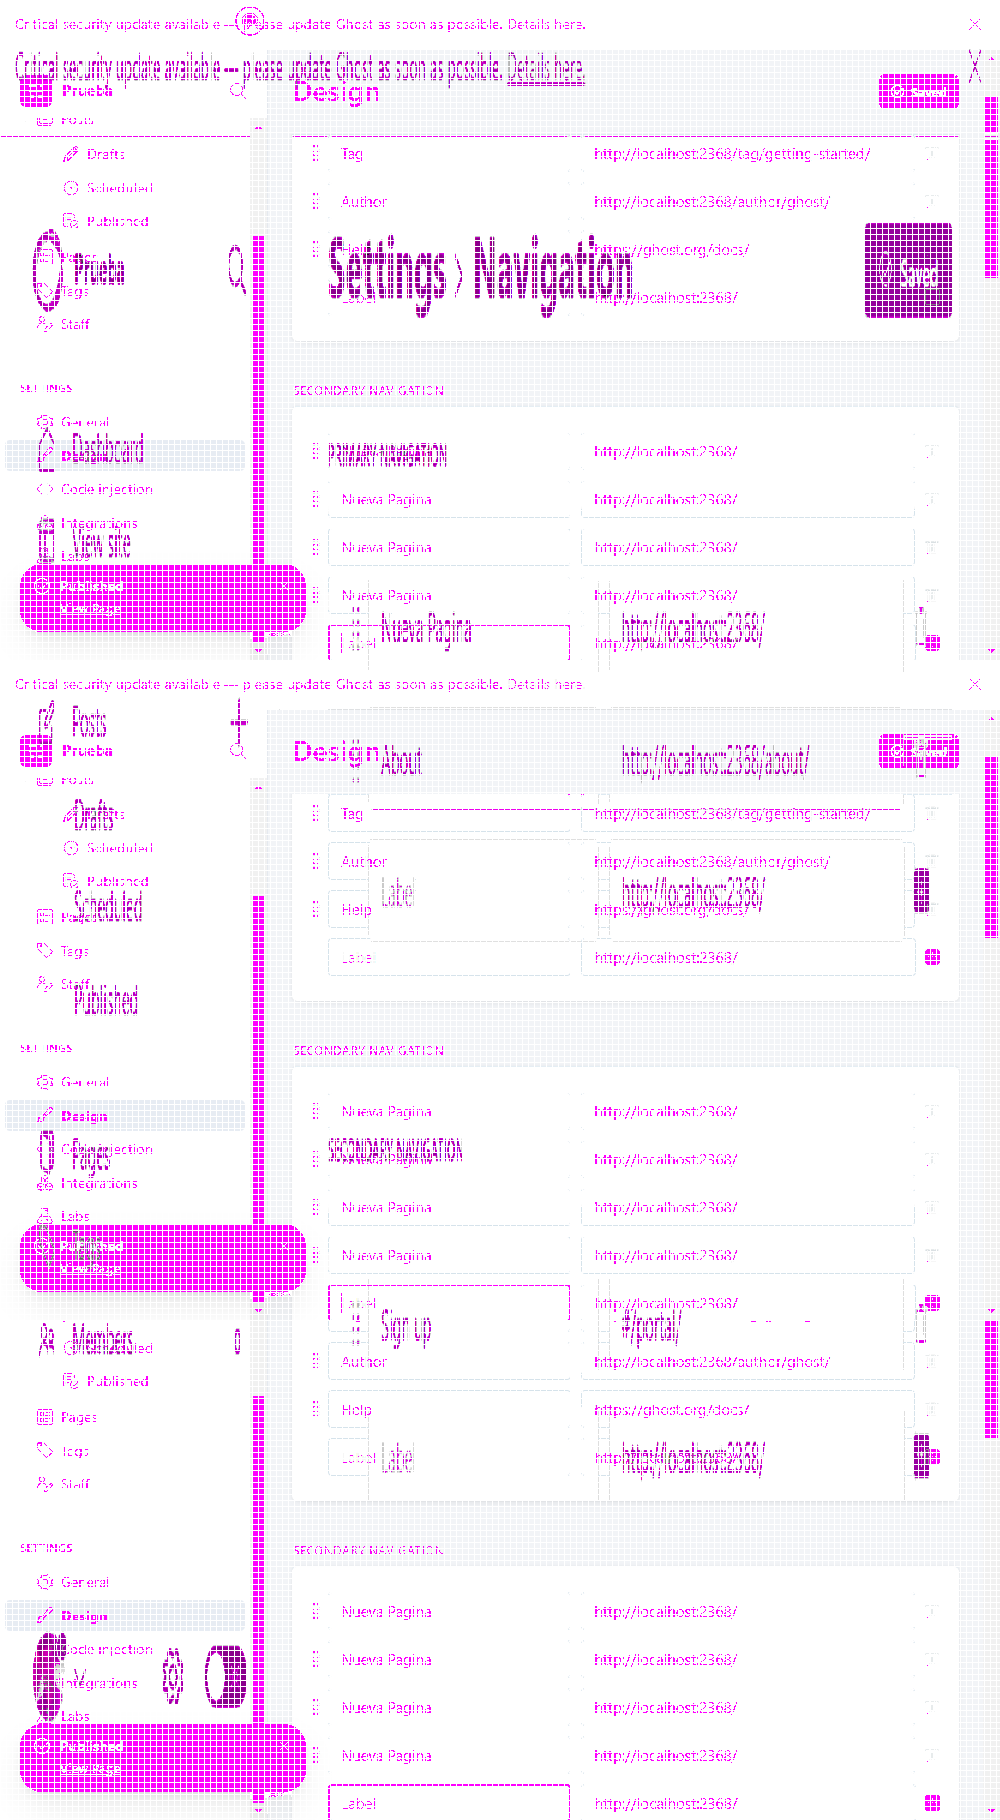 Critical security update available — please update Ghost as soon as possible. Details here.
Critical security update available — please update Ghost as soon as possible. Details here.
Prueba
Design
Posts
Drafts
Tag
http://localhost:2368/tag/getting-started/
Scheduled
Author
http://localhost:2368/author/ghost/
Published
Help
https://ghost.org/docs/
Prueba
Settings › Navigation
Saved
Tags
Label
http://localhost:2368/
Staff
SETTINGS
SECONDARY NAVIGATION
General
Dashboard
PRIMARY NAVIGATION
http://localhost:2368/
Code injection
Nueva Pagina
http://localhost:2368/
Integrations
View site
Nueva Pagina
http://localhost:2368/
Labs
Published
View Page
Nueva Pagina
http://localhost:2368/
Nueva Pagina
http://localhost:2368/
Label
http://localhost:2368/
Critical security update available — please update Ghost as soon as possible. Details here
Posts
Prueba
Design
About
http://localhost:2368/about/
Posts
Drafts
Tag
http://localhost:2368/tag/getting-started/
Scheduled
Author
http://localhost:2368/author/ghost/
Published
Label
http://localhost:2368/
Scheduled
Help
https://ghost.org/docs/
Tags
Label
http://localhost:2368/
Staff
Published
SETTINGS
SECONDARY NAVIGATION
General
Design
Nueva Pagina
http://localhost:2368/
Code injection
Pages
SECONDARY NAVIGATION
http://localhost:2368/
Integrations
Labs
Nueva Pagina
http://localhost:2368/
Published
View Page
Nueva Pagina
http://localhost:2368/
Label
http://localhost:2368/
Members
0
Sign up
#/portal/
Author
http://localhost:2368/author/ghost/
Published
Pages
Help
https://ghost.org/docs/
Tags
Label
http://localhost:2368/
Staff
SETTINGS
SECONDARY NAVIGATION
General
Design
Nueva Pagina
http://localhost:2368/
Code injection
Nueva Pagina
http://localhost:2368/
Integrations
Labs
Nueva Pagina
http://localhost:2368/
Published
View Page
Nueva Pagina
http://localhost:2368/
Label
http://localhost:2368/